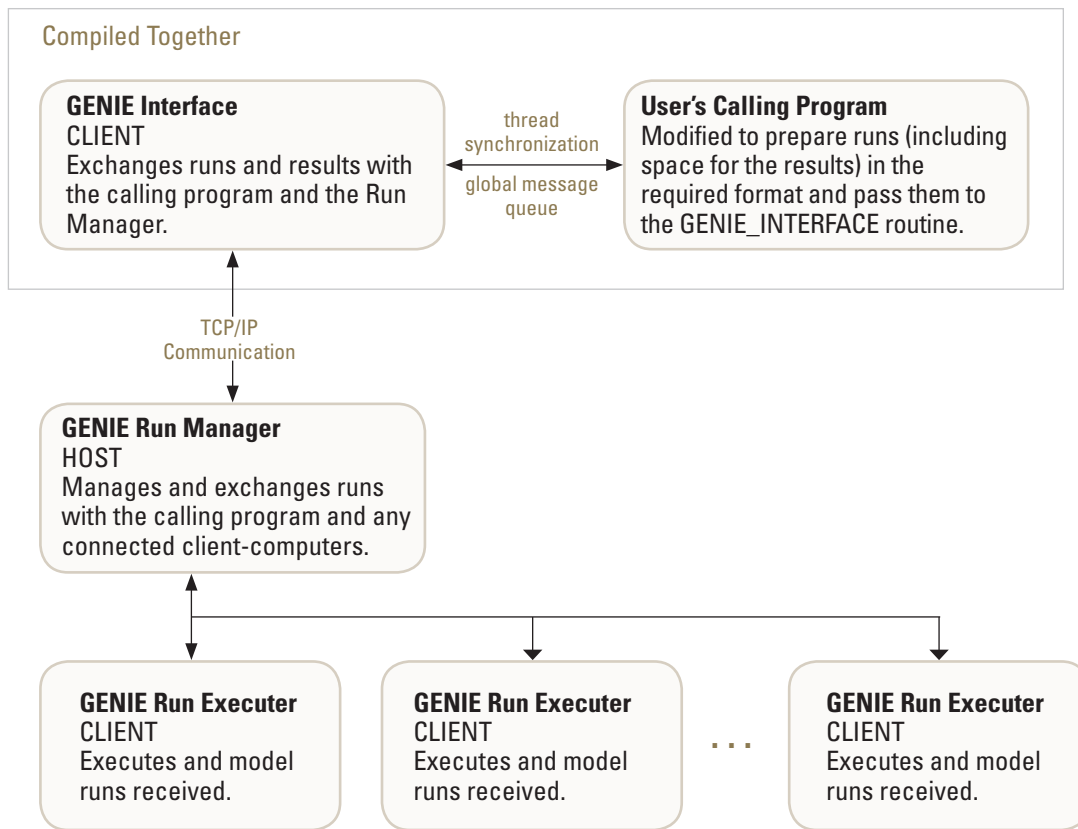 Compiled Together
GENIE Interface
CLIENT
Exchanges runs and results with
the calling program and the Run
Manager.
thread
synchronization
global message
queue
User's Calling Program
Modified to prepare runs (including
space for the results) in the
required format and pass them to
the GENIE_INTERFACE routine.
TCP/IP
Communication
GENIE Run Manager
HOST
Manages and exchanges runs
with the calling program and any
connected client-computers.
GENIE Run Executer
CLIENT
Executes and model
runs received.
GENIE Run Executer
CLIENT
Executes and model
runs received.
...
GENIE Run Executer
CLIENT
Executes and model
runs received.